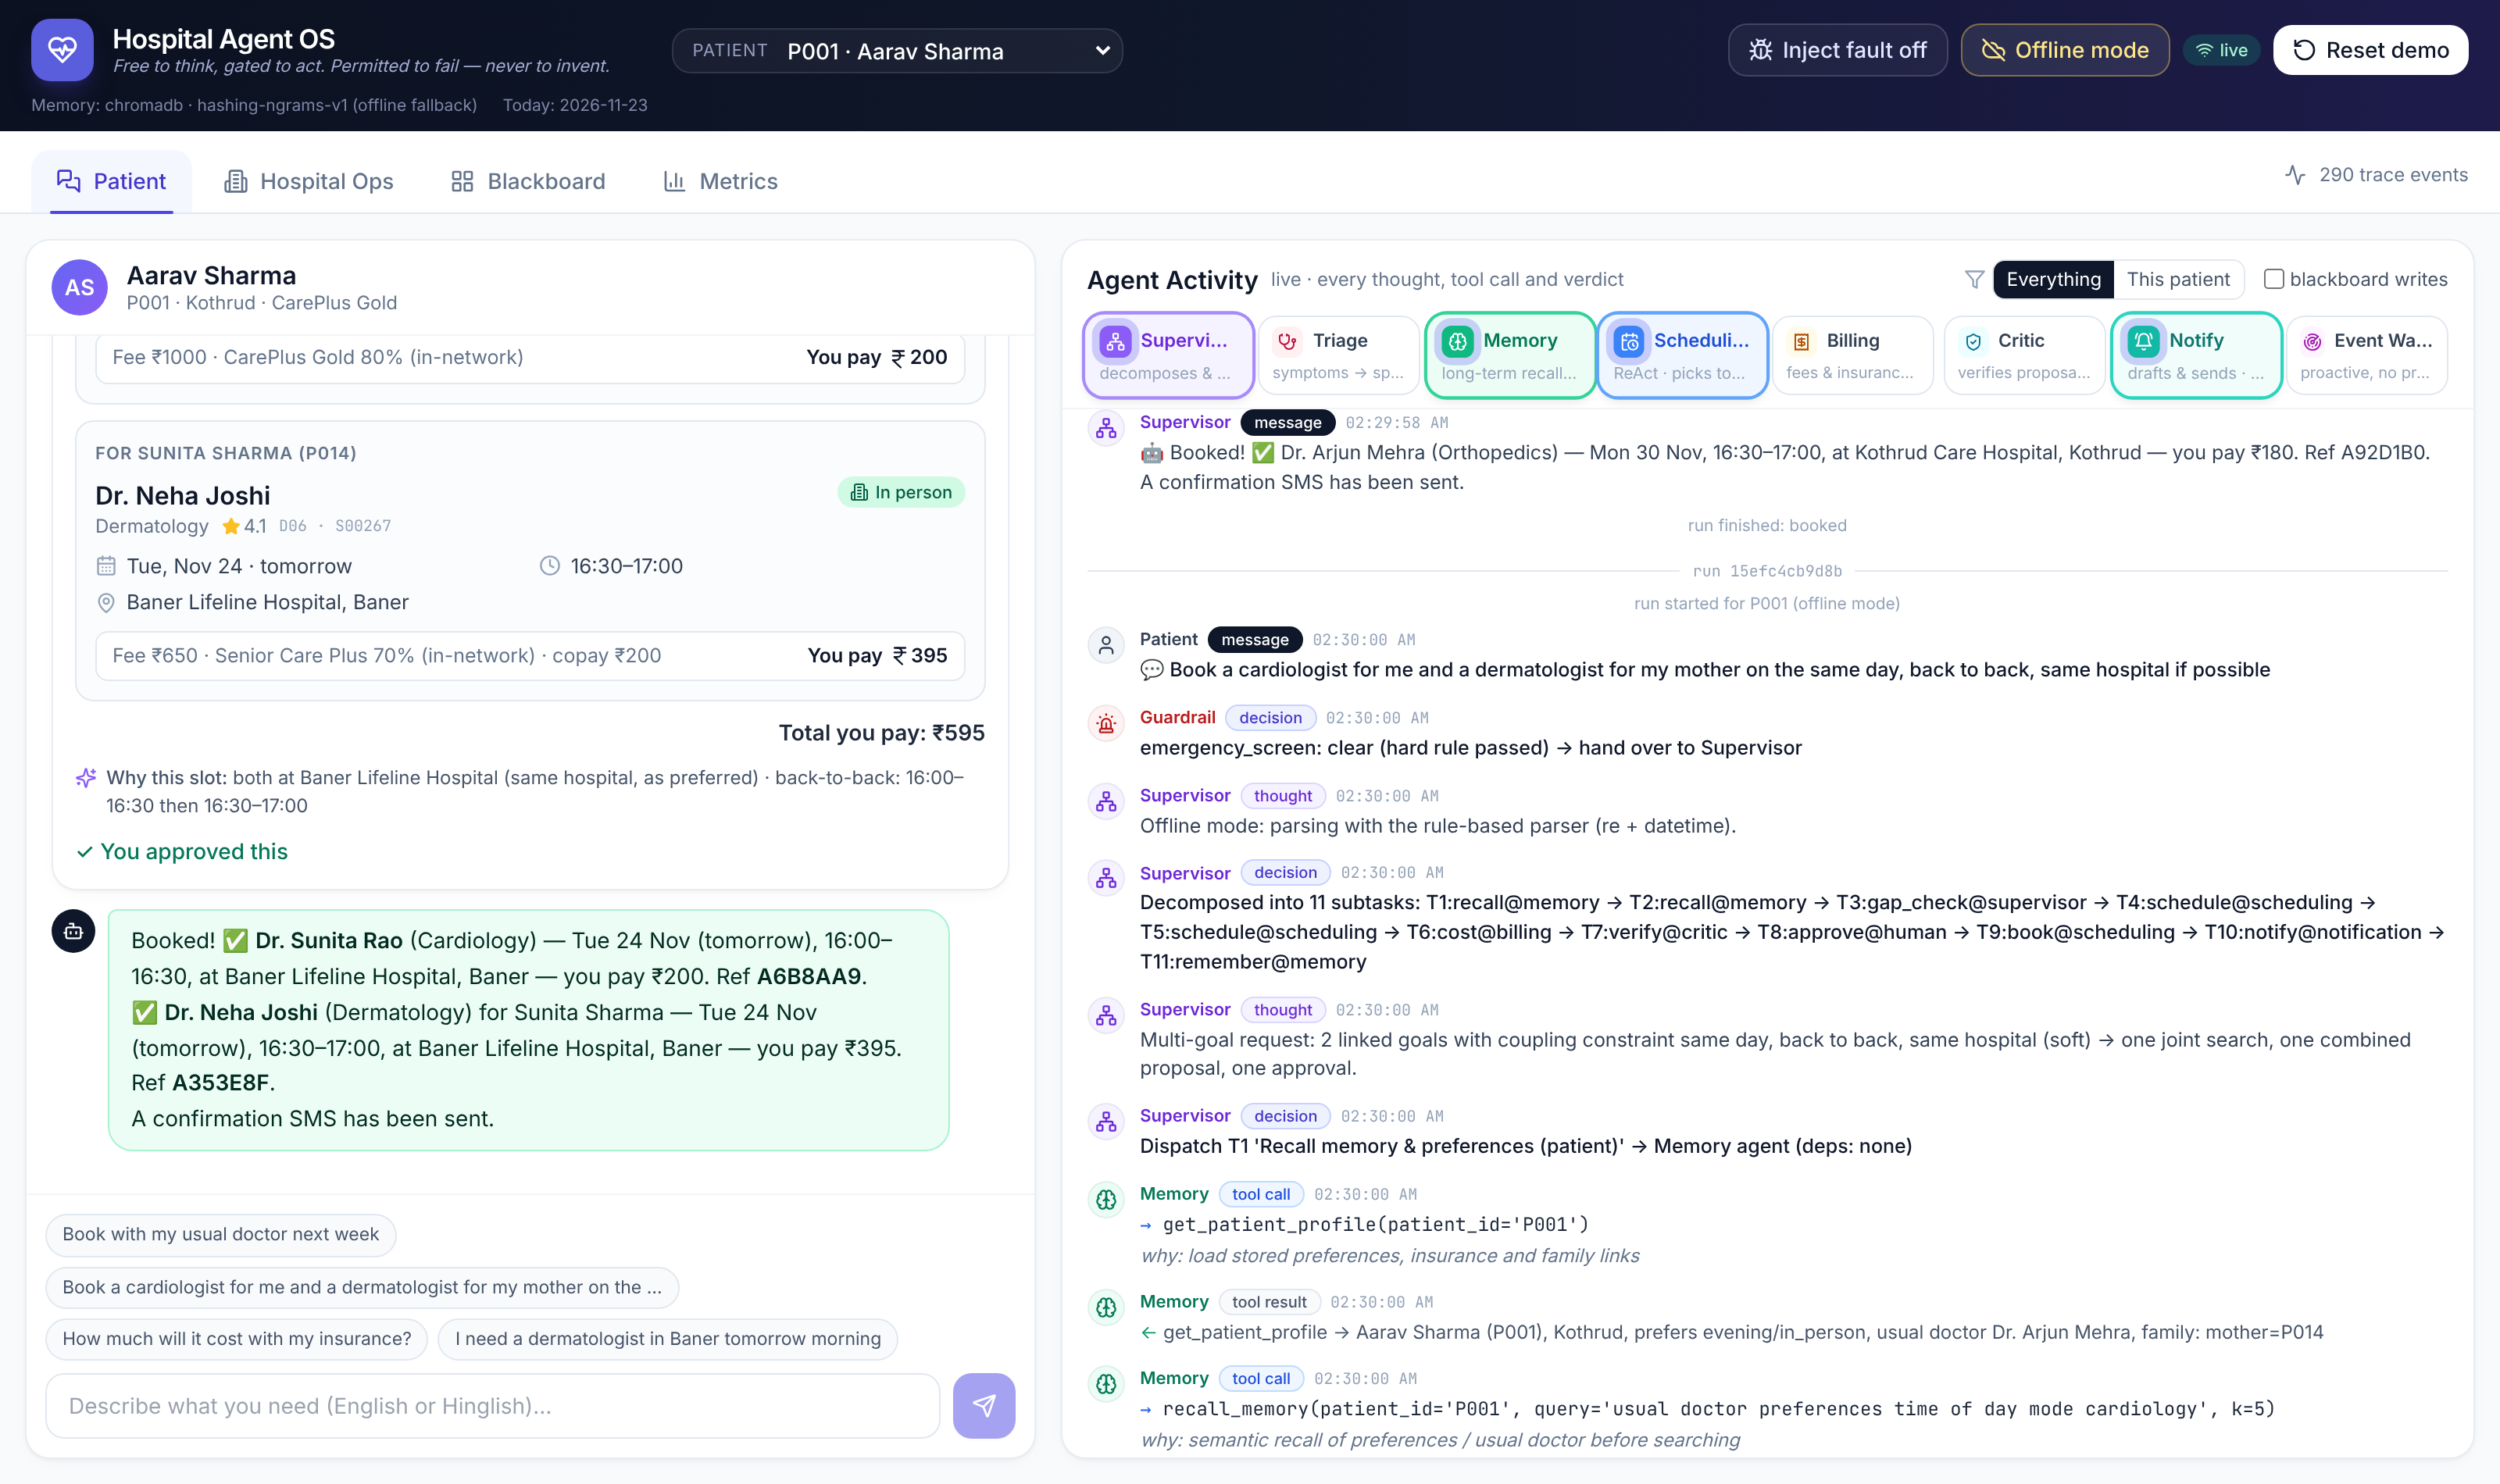 Hospital Agent OS
Free to think, gated to act. Permitted to fail — never to invent.
PATIENT P001 · Aarav Sharma
Inject fault off
Offline mode
live
Reset demo
Memory: chromadb · hashing-ngrams-v1 (offline fallback) Today: 2026-11-23
Patient
Hospital Ops
Blackboard
Metrics
290 trace events
AS
Aarav Sharma
P001 · Kothrud · CarePlus Gold
Fee ₹1000 · CarePlus Gold 80% (in-network) You pay ₹200
FOR SUNITA SHARMA (P014)
Dr. Neha Joshi
In person
Dermatology 4.1 D06 · S00267
Tue, Nov 24 · tomorrow 16:30–17:00
Baner Lifeline Hospital, Baner
Fee ₹650 · Senior Care Plus 70% (in-network) · copay ₹200 You pay ₹395
Total you pay: ₹595
Why this slot: both at Baner Lifeline Hospital (same hospital, as preferred) · back-to-back: 16:00–
16:30 then 16:30–17:00
✓ You approved this
Booked! ✅ Dr. Sunita Rao (Cardiology) — Tue 24 Nov (tomorrow), 16:00–
16:30, at Baner Lifeline Hospital, Baner — you pay ₹200. Ref A6B8AA9.
✅ Dr. Neha Joshi (Dermatology) for Sunita Sharma — Tue 24 Nov
(tomorrow), 16:30–17:00, at Baner Lifeline Hospital, Baner — you pay ₹395.
Ref A353E8F.
A confirmation SMS has been sent.
Book with my usual doctor next week
Book a cardiologist for me and a dermatologist for my mother on the ...
How much will it cost with my insurance?
I need a dermatologist in Baner tomorrow morning
Describe what you need (English or Hinglish)...
Agent Activity live · every thought, tool call and verdict
Everything
This patient
blackboard writes
Supervi...
decomposes & ...
Triage
symptoms → sp...
Memory
long-term recall...
Scheduli...
ReAct · picks to...
Billing
fees & insuranc...
Critic
verifies proposa...
Notify
drafts & sends · ...
Event Wa...
proactive, no pr...
Supervisor message 02:29:58 AM
🤖 Booked! ✅ Dr. Arjun Mehra (Orthopedics) — Mon 30 Nov, 16:30–17:00, at Kothrud Care Hospital, Kothrud — you pay ₹180. Ref A92D1B0.
A confirmation SMS has been sent.
run finished: booked
run 15efc4cb9d8b
run started for P001 (offline mode)
Patient message 02:30:00 AM
💬 Book a cardiologist for me and a dermatologist for my mother on the same day, back to back, same hospital if possible
Guardrail decision 02:30:00 AM
emergency_screen: clear (hard rule passed) → hand over to Supervisor
Supervisor thought 02:30:00 AM
Offline mode: parsing with the rule-based parser (re + datetime).
Supervisor decision 02:30:00 AM
Decomposed into 11 subtasks: T1:recall@memory → T2:recall@memory → T3:gap_check@supervisor → T4:schedule@scheduling →
T5:schedule@scheduling → T6:cost@billing → T7:verify@critic → T8:approve@human → T9:book@scheduling → T10:notify@notification →
T11:remember@memory
Supervisor thought 02:30:00 AM
Multi-goal request: 2 linked goals with coupling constraint same day, back to back, same hospital (soft) → one joint search, one combined
proposal, one approval.
Supervisor decision 02:30:00 AM
Dispatch T1 'Recall memory & preferences (patient)' → Memory agent (deps: none)
Memory tool call 02:30:00 AM
→ get_patient_profile(patient_id='P001')
why: load stored preferences, insurance and family links
Memory tool result 02:30:00 AM
← get_patient_profile → Aarav Sharma (P001), Kothrud, prefers evening/in_person, usual doctor Dr. Arjun Mehra, family: mother=P014
Memory tool call 02:30:00 AM
→ recall_memory(patient_id='P001', query='usual doctor preferences time of day mode cardiology', k=5)
why: semantic recall of preferences / usual doctor before searching